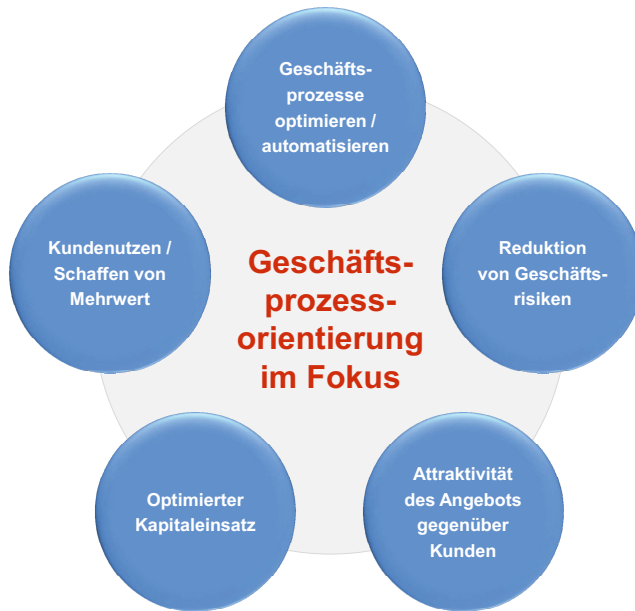 Geschäfts-
prozesse
optimieren /
automatisieren
Kundenutzen /
Schaffen von
Mehrwert
Geschäfts-
prozess-
orientierung
im Fokus
Reduktion
von Geschäfts-
risiken
Optimierter
Kapitaleinsatz
Attraktivität
des Angebots
gegenüber
Kunden